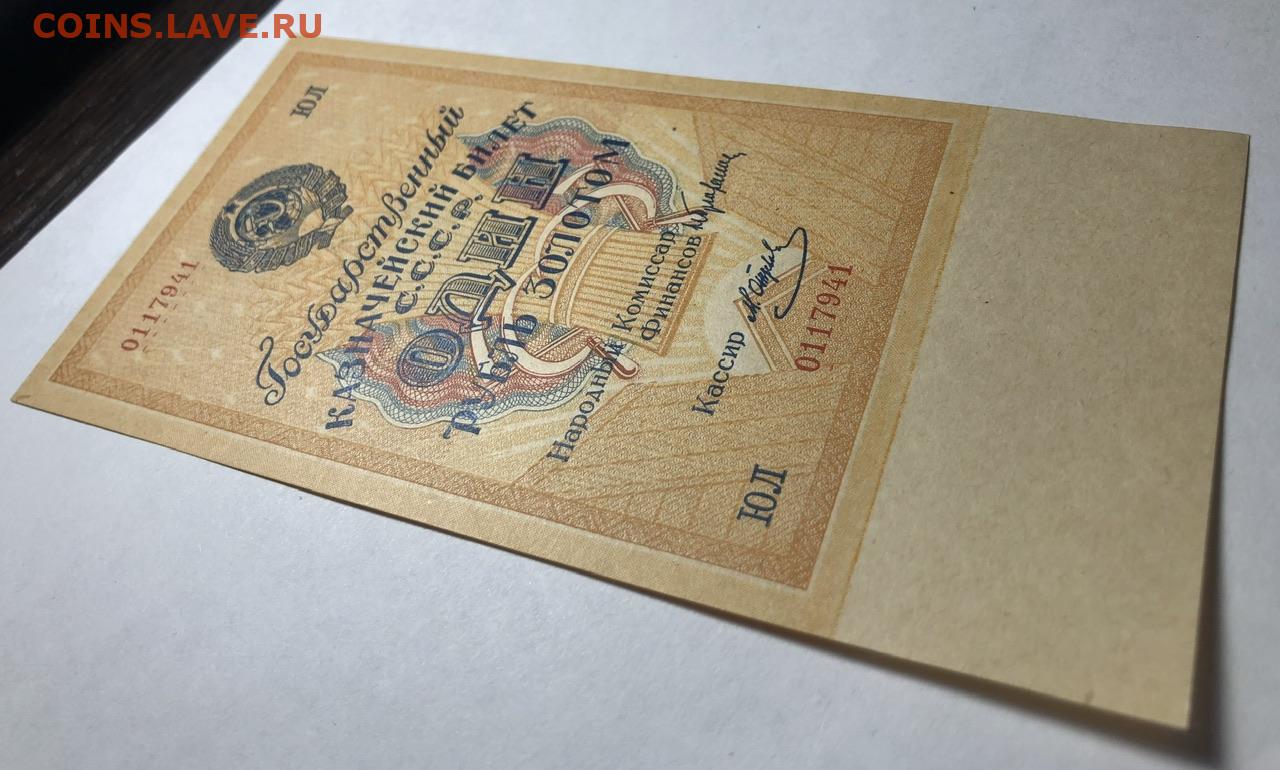 COINS.LAVE.RU
ЮЛ
0117941
Государственный
КАЗНАЧЕЙСКИЙ БИЛЕТ
С.С.С.Р.
ОДИН
РУБЛЬ ЗОЛОТОМ
Народный Комиссар
Финансов
Кассир
0117941
ЮЛ